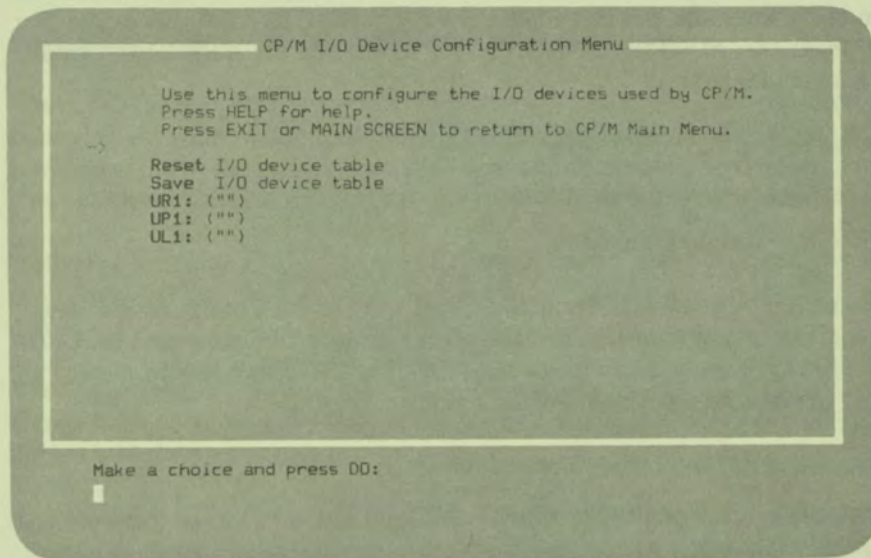 CP/M I/O Device Configuration Menu
Use this menu to configure the I/O devices used by CP/M.
Press HELP for help.
Press EXIT or MAIN SCREEN to return to CP/M Main Menu.
-->
Reset I/O device table
Save I/O device table
UR1: ("")
UP1: ("")
UL1: ("")
Make a choice and press DO: